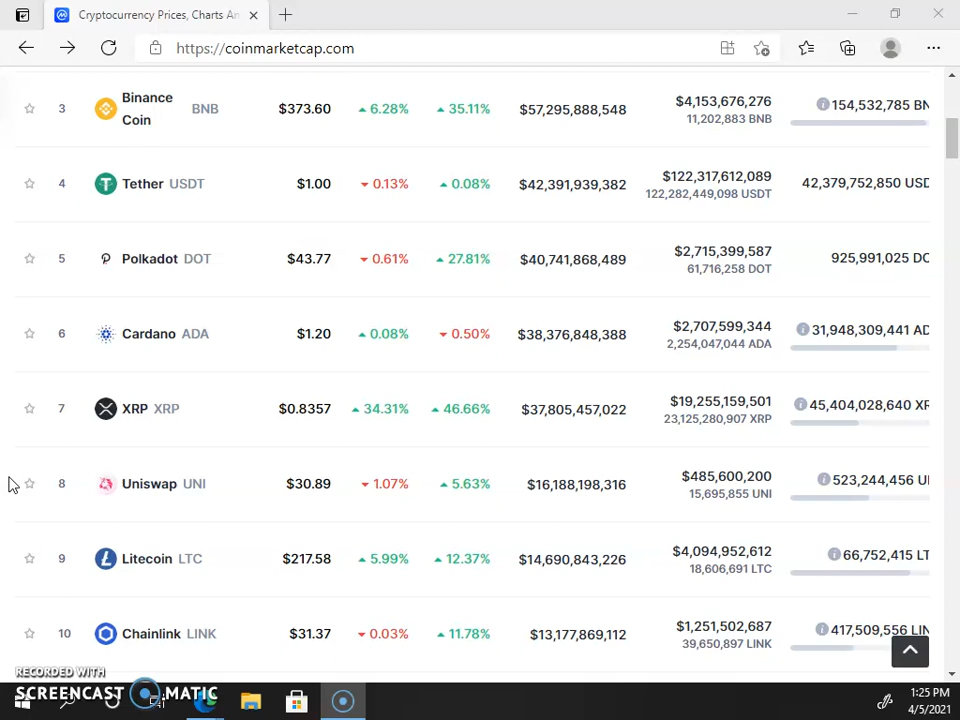 Cryptocurrency Prices, Charts An
https://coinmarketcap.com
3 Binance Coin BNB $373.60 6.28% 35.11% $57,295,888,548 $4,153,676,276 154,532,785 BN
11,202,883 BNB
4 Tether USDT $1.00 0.13% 0.08% $42,391,939,382 $122,317,612,089 42,379,752,850 USD
122,282,449,098 USDT
5 Polkadot DOT $43.77 0.61% 27.81% $40,741,868,489 $2,715,399,587 925,991,025 DO
61,716,258 DOT
6 Cardano ADA $1.20 0.08% 0.50% $38,376,848,388 $2,707,599,344 31,948,309,441 AD
2,254,047,044 ADA
7 XRP XRP $0.8357 34.31% 46.66% $37,805,457,022 $19,255,159,501 45,404,028,640 XR
23,125,280,907 XRP
8 Uniswap UNI $30.89 1.07% 5.63% $16,188,198,316 $485,600,200 523,244,456 U
15,695,855 UNI
9 Litecoin LTC $217.58 5.99% 12.37% $14,690,843,226 $4,094,952,612 66,752,415 LT
18,606,691 LTC
10 Chainlink LINK $31.37 0.03% 11.78% $13,177,869,112 $1,251,502,687 417,509,556 LIN
39,650,897 LINK
RECORDED WITH
SCREENCAST MATIC
1:25 PM
4/5/2021